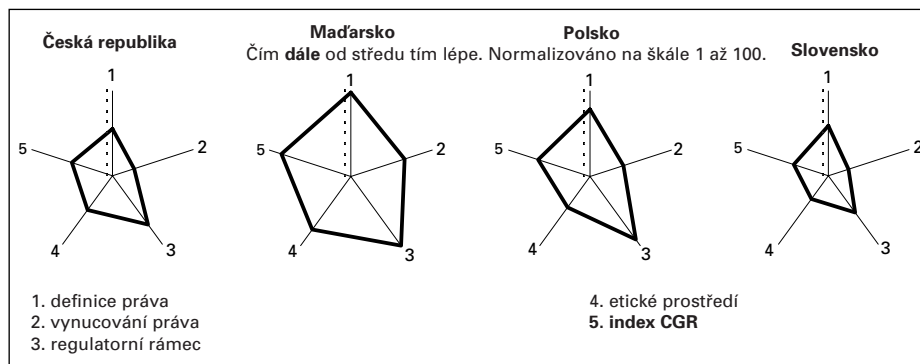 Česká republika
Maďarsko
Polsko
Slovensko
Čím dále od středu tím lépe. Normalizováno na škále 1 až 100.
1
2
3
4
5
1
2
3
4
5
1
2
3
4
5
1
2
3
4
5
1. definice práva
2. vynucování práva
3. regulatorní rámec
4. etické prostředí
5. index CGR